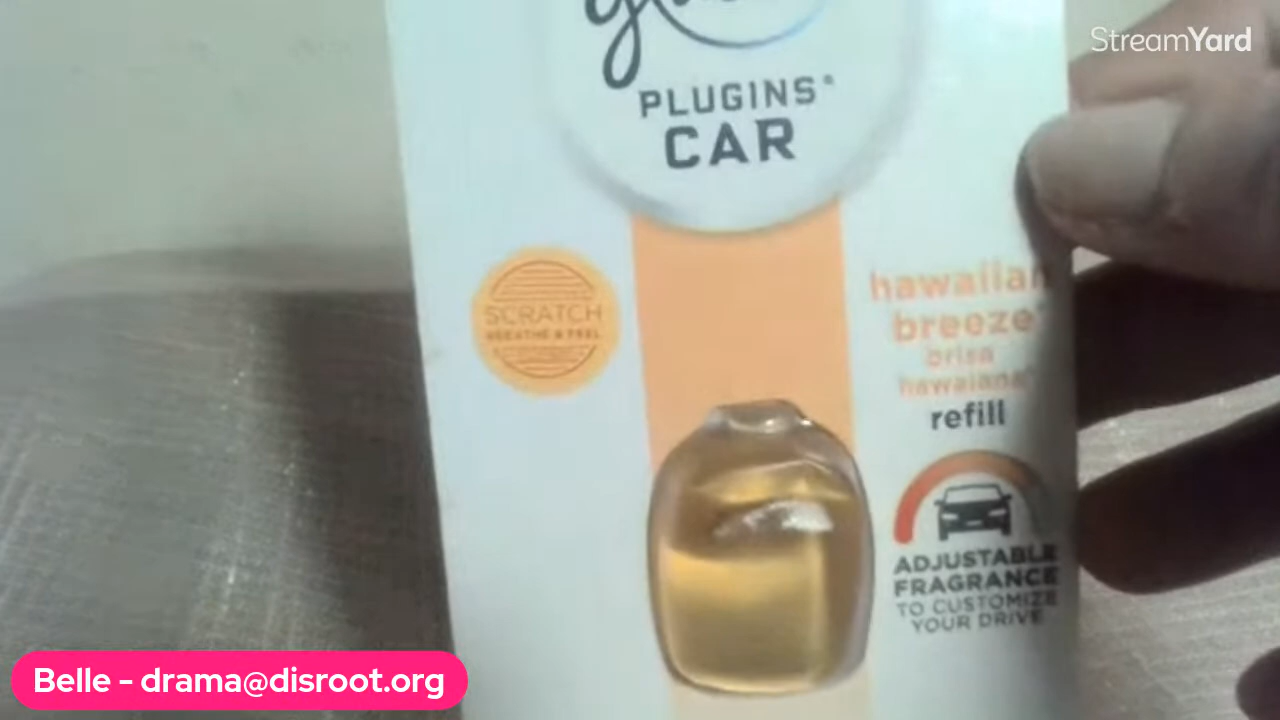 StreamYard
PLUGINS®
CAR
SCRATCH
BREATHE & FEEL
hawaiian
breeze
brisa
hawaiana
refill
ADJUSTABLE
FRAGRANCE
TO CUSTOMIZE
YOUR DRIVE
Belle - drama@disroot.org